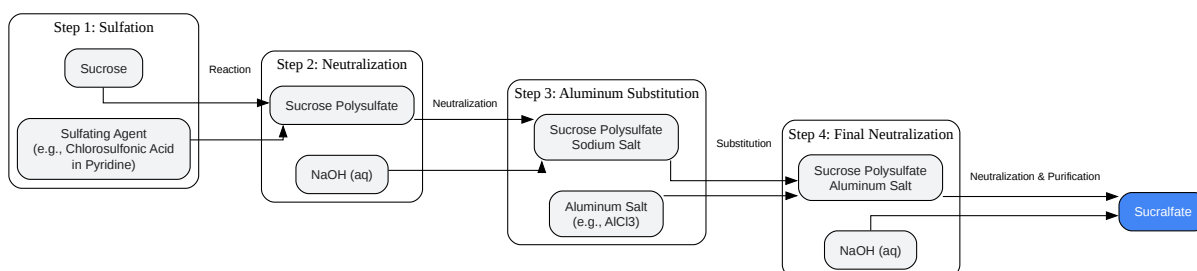 Step 1: Sulfation
Sucrose
Sulfating Agent
(e.g., Chlorosulfonic Acid
in Pyridine)
Reaction
Step 2: Neutralization
Sucrose Polysulfate
NaOH (aq)
Neutralization
Step 3: Aluminum Substitution
Sucrose Polysulfate
Sodium Salt
Aluminum Salt
(e.g., AlCl3)
Substitution
Step 4: Final Neutralization
Sucrose Polysulfate
Aluminum Salt
NaOH (aq)
Neutralization & Purification
Sucralfate